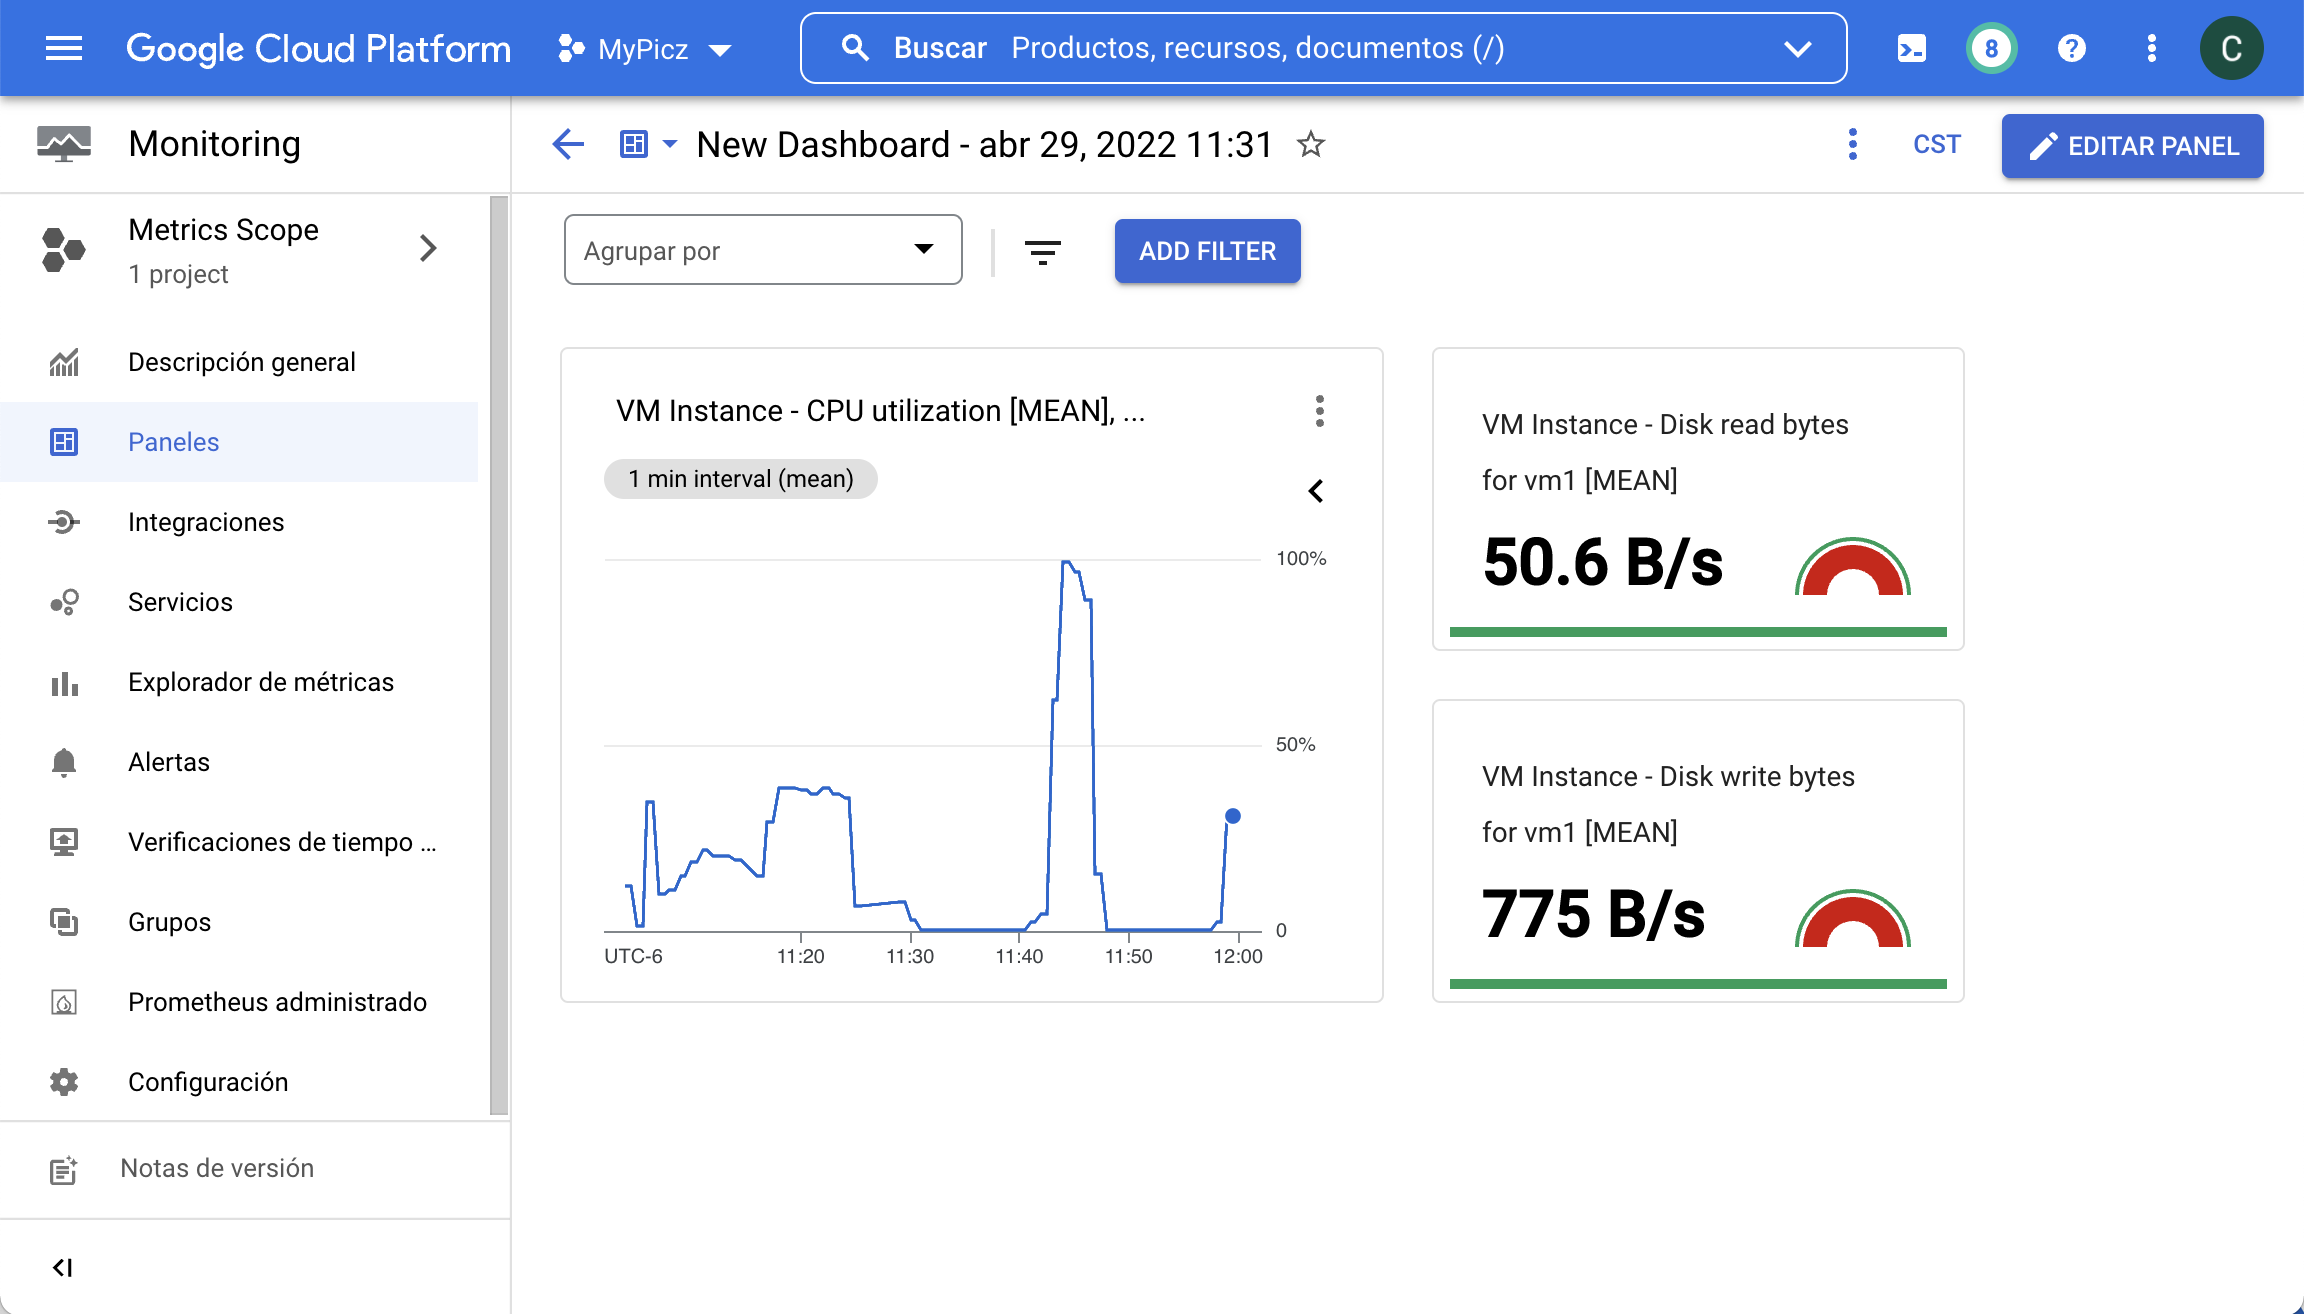 Google Cloud Platform
MyPicz
Buscar Productos, recursos, documentos (/)
8
?
C
Monitoring
New Dashboard - abr 29, 2022 11:31
CST
EDITAR PANEL
Metrics Scope
1 project
Descripción general
Paneles
Integraciones
Servicios
Explorador de métricas
Alertas
Verificaciones de tiempo ...
Grupos
Prometheus administrado
Configuración
Notas de versión
Agrupar por
ADD FILTER
VM Instance - CPU utilization [MEAN], ...
1 min interval (mean)
100%
50%
0
UTC-6 11:20 11:30 11:40 11:50 12:00
VM Instance - Disk read bytes
for vm1 [MEAN]
50.6 B/s
VM Instance - Disk write bytes
for vm1 [MEAN]
775 B/s